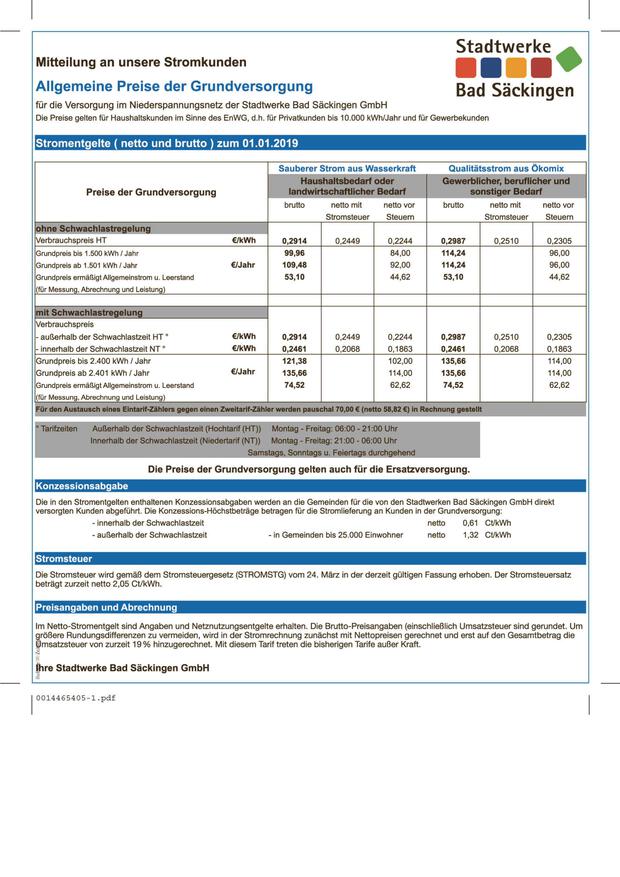 Stadtwerke
Bad Säckingen
Mitteilung an unsere Stromkunden
Allgemeine Preise der Grundversorgung
für die Versorgung im Niederspannungsnetz der Stadtwerke Bad Säckingen GmbH
Die Preise gelten für Haushaltskunden im Sinne des EnWG, d.h. für Privatkunden bis 10.000 kWh/Jahr und für Gewerbekunden
Stromentgelte ( netto und brutto ) zum 01.01.2019
Sauberer Strom aus Wasserkraft Qualitätsstrom aus Ökomix
Preise der Grundversorgung
Haushaltsbedarf oder Gewerblicher, beruflicher und
landwirtschaftlicher Bedarf sonstiger Bedarf
brutto netto mit netto vor brutto netto mit netto vor
Stromsteuer Steuern Stromsteuer Steuern
ohne Schwachlastregelung
Verbrauchspreis HT €/kWh 0,2914 0,2449 0,2244 0,2987 0,2510 0,2305
Grundpreis bis 1.500 kWh / Jahr 99,96 84,00 114,24 96,00
Grundpreis ab 1.501 kWh / Jahr €/Jahr 109,48 92,00 114,24 96,00
Grundpreis ermäßigt Allgemeinstrom u. Leerstand 53,10 44,62 53,10 44,62
(für Messung, Abrechnung und Leistung)
mit Schwachlastregelung
Verbrauchspreis
- außerhalb der Schwachlastzeit HT * €/kWh 0,2914 0,2449 0,2244 0,2987 0,2510 0,2305
- innerhalb der Schwachlastzeit NT * €/kWh 0,2461 0,2068 0,1863 0,2461 0,2068 0,1863
Grundpreis bis 2.400 kWh / Jahr 121,38 102,00 135,66 114,00
Grundpreis ab 2.401 kWh / Jahr €/Jahr 135,66 114,00 135,66 114,00
Grundpreis ermäßigt Allgemeinstrom u. Leerstand 74,52 62,62 74,52 62,62
(für Messung, Abrechnung und Leistung)
Für den Austausch eines Eintarif-Zählers gegen einen Zweitarif-Zähler werden pauschal 70,00 € (netto 58,82 €) in Rechnung gestellt
* Tarifzeiten Außerhalb der Schwachlastzeit (Hochtarif (HT)) Montag - Freitag: 06:00 - 21:00 Uhr
Innerhalb der Schwachlastzeit (Niedertarif (NT)) Montag - Freitag: 21:00 - 06:00 Uhr
Samstags, Sonntags u. Feiertags durchgehend
Die Preise der Grundversorgung gelten auch für die Ersatzversorgung.
Konzessionsabgabe
Die in den Stromentgelten enthaltenen Konzessionsabgaben werden an die Gemeinden für die von den Stadtwerken Bad Säckingen GmbH direkt
versorgten Kunden abgeführt. Die Konzessions-Höchstbeträge betragen für die Stromlieferung an Kunden in der Grundversorgung:
- innerhalb der Schwachlastzeit netto 0,61 Ct/kWh
- außerhalb der Schwachlastzeit - in Gemeinden bis 25.000 Einwohner netto 1,32 Ct/kWh
Stromsteuer
Die Stromsteuer wird gemäß dem Stromsteuergesetz (STROMSTG) vom 24. März in der derzeit gültigen Fassung erhoben. Der Stromsteuersatz
beträgt zurzeit netto 2,05 Ct/kWh.
Preisangaben und Abrechnung
Im Netto-Stromentgelt sind Angaben und Netznutzungsentgelte erhalten. Die Brutto-Preisangaben (einschließlich Umsatzsteuer sind gerundet. Um
größere Rundungsdifferenzen zu vermeiden, wird in der Stromrechnung zunächst mit Nettopreisen gerechnet und erst auf den Gesamtbetrag die
Umsatzsteuer von zurzeit 19 % hinzugerechnet. Mit diesem Tarif treten die bisherigen Tarife außer Kraft.
Ihre Stadtwerke Bad Säckingen GmbH
0014465405-1.pdf